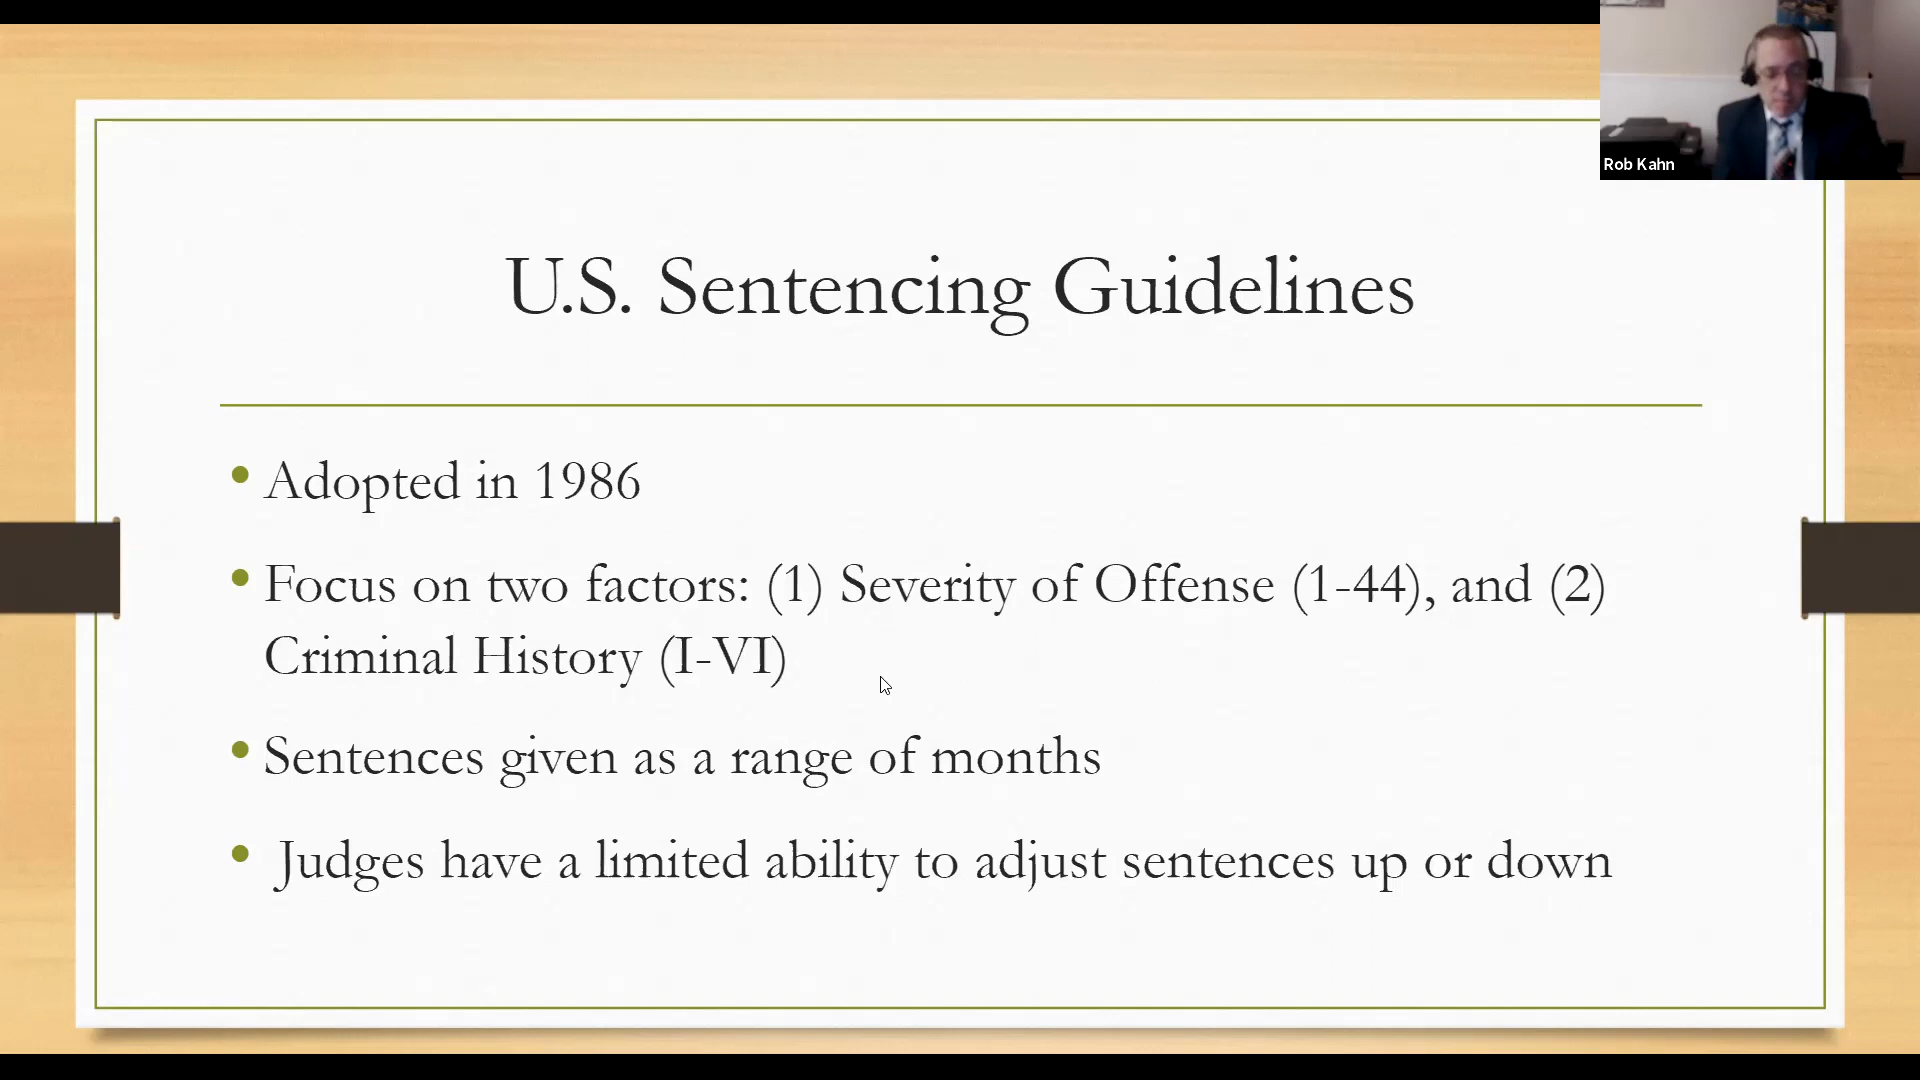 Rob Kahn
U.S. Sentencing Guidelines
• Adopted in 1986
• Focus on two factors: (1) Severity of Offense (1-44), and (2)
Criminal History (I-VI)
• Sentences given as a range of months
• Judges have a limited ability to adjust sentences up or down